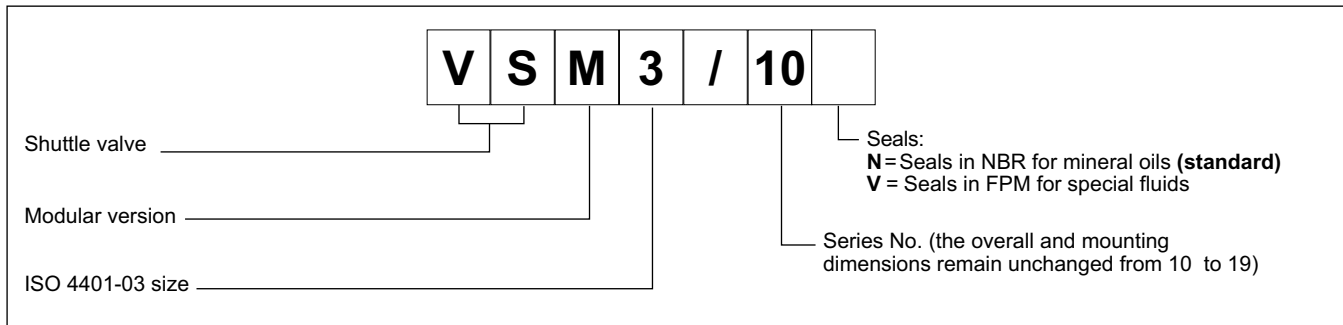 V S M 3 / 10
Shuttle valve
Modular version
ISO 4401-03 size
Seals:
N = Seals in NBR for mineral oils (standard)
V = Seals in FPM for special fluids
Series No. (the overall and mounting
dimensions remain unchanged from 10 to 19)